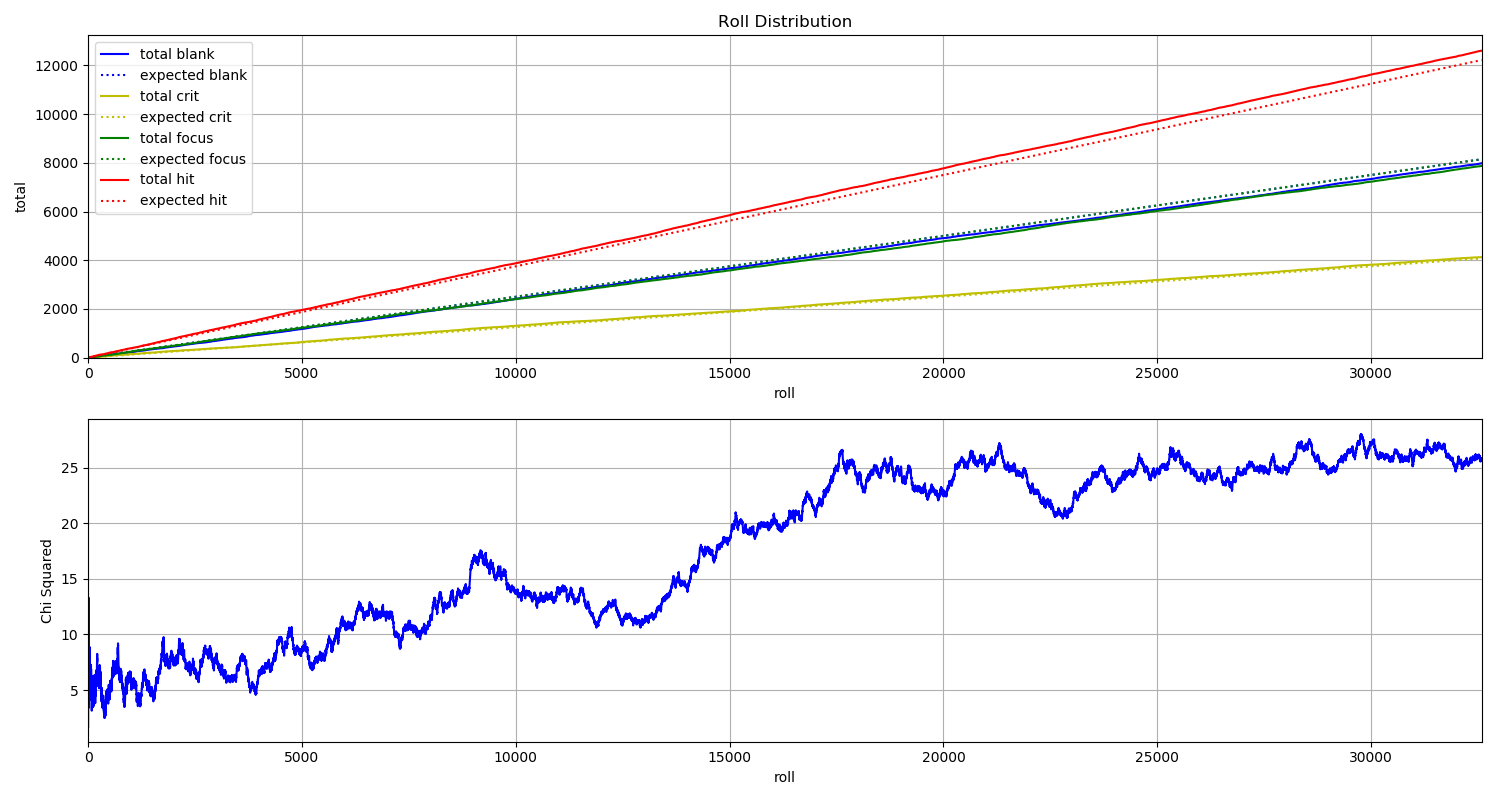 Roll Distribution
total
12000
10000
8000
6000
4000
2000
0
total blank
expected blank
total crit
expected crit
total focus
expected focus
total hit
expected hit
0 5000 10000 15000 20000 25000 30000
roll
Chi Squared
25
20
15
10
5
0 5000 10000 15000 20000 25000 30000
roll